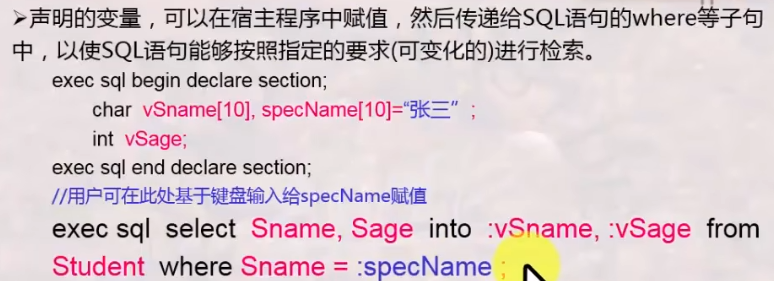 ➢声明的变量，可以在宿主程序中赋值，然后传递给SQL语句的where等子句
中，以使SQL语句能够按照指定的要求(可变化的)进行检索。
exec sql begin declare section;
char vSname[10], specName[10]=“张三”;
int vSage;
exec sql end declare section;
//用户可在此处基于键盘输入给specName赋值
exec sql select Sname, Sage into :vSname, :vSage from
Student where Sname = :specName ;